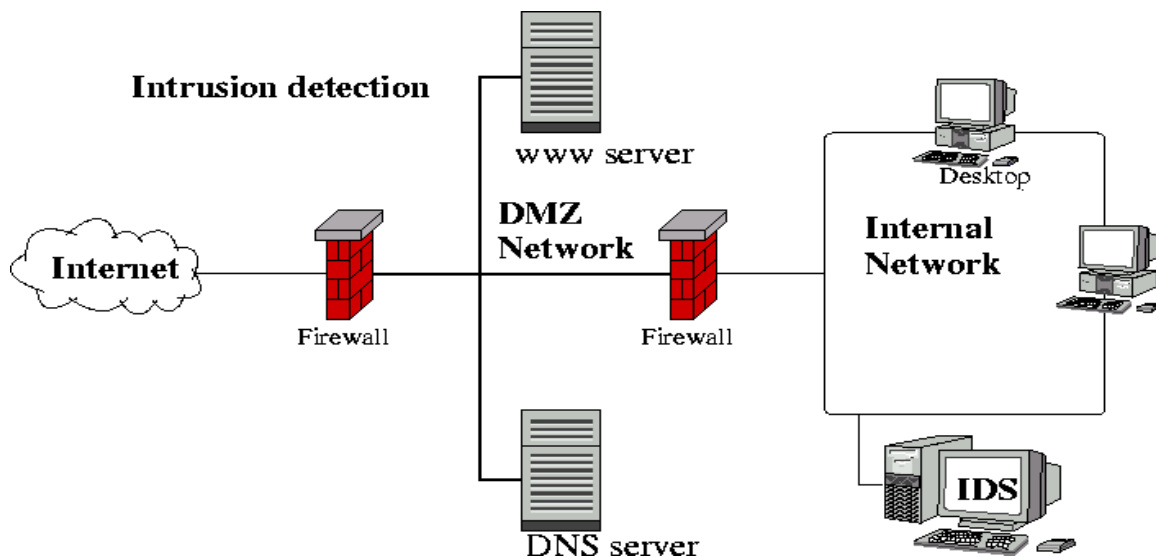 Intrusion detection
www server
Desktop
DMZ
Network
Internal
Network
Internet
Firewall
Firewall
IDS
DNS server